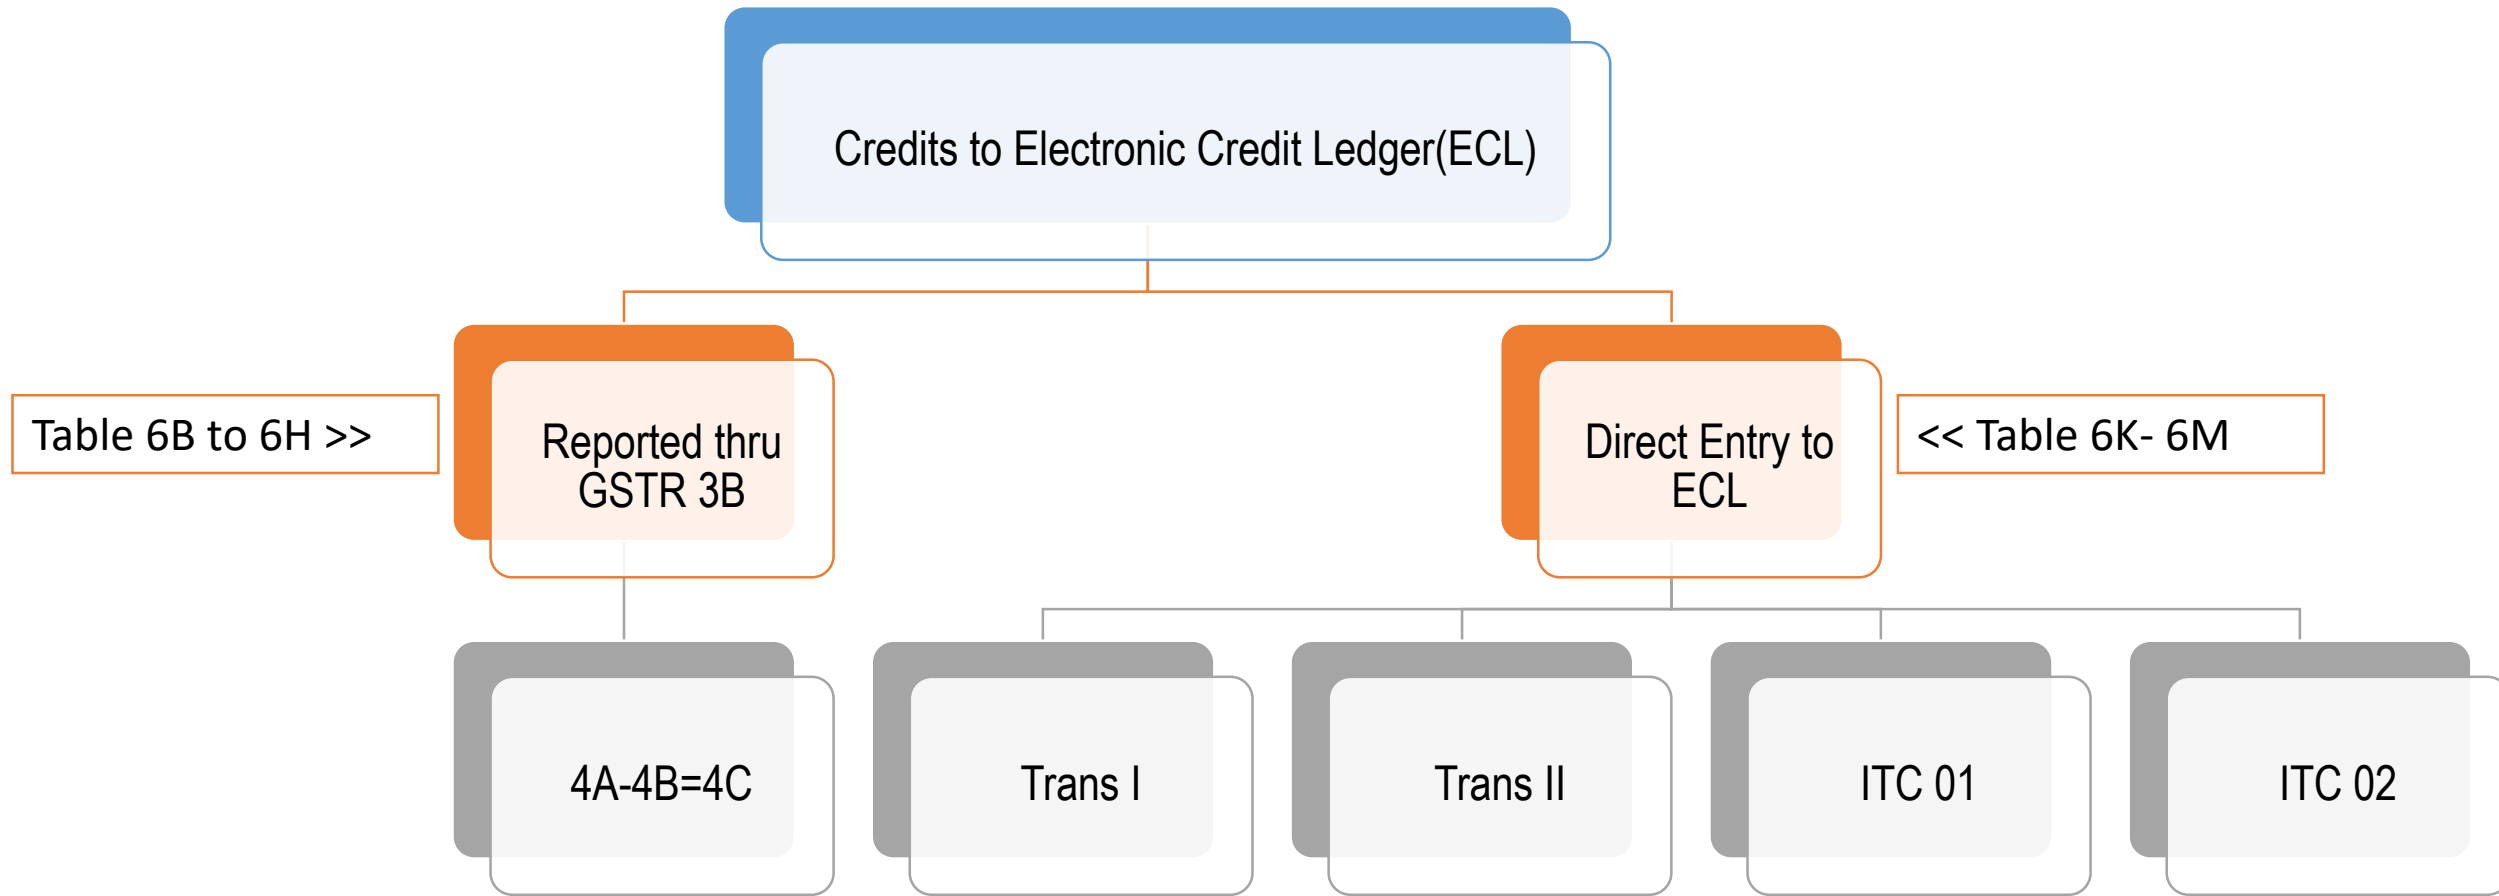 Credits to Electronic Credit Ledger(ECL)
Table 6B to 6H >>
Reported thru
GSTR 3B
Direct Entry to
ECL
<< Table 6K- 6M
4A-4B=4C
Trans I
Trans II
ITC 01
ITC 02